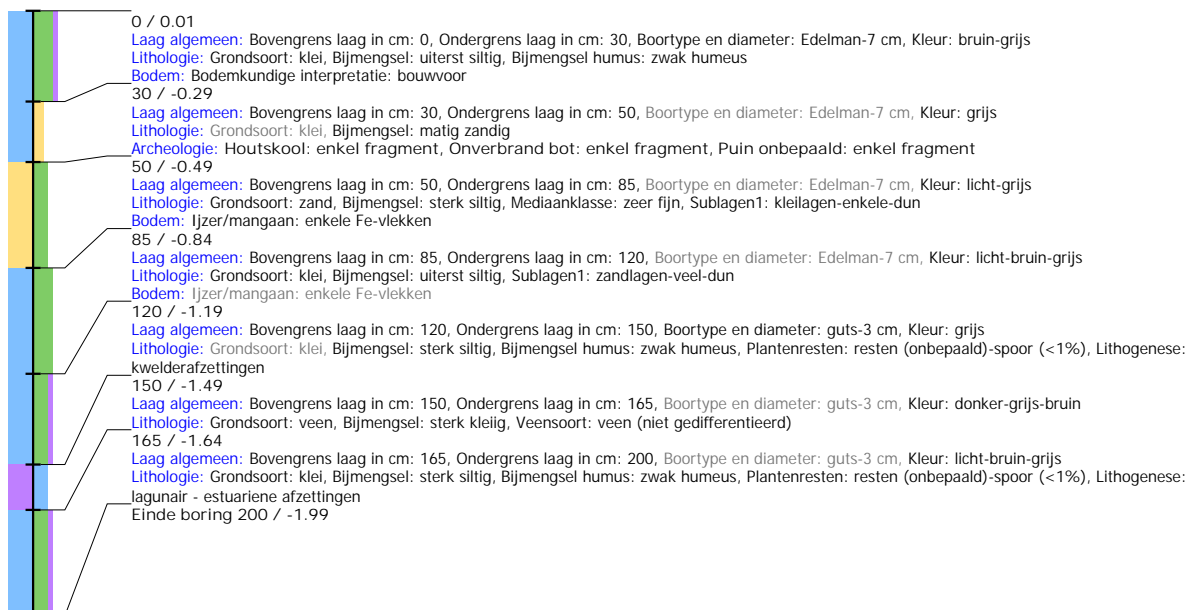 0 / 0.01
Laag algemeen: Bovengrens laag in cm: 0, Ondergrens laag in cm: 30, Boortype en diameter: Edelman-7 cm, Kleur: bruin-grijs
Lithologie: Grondsoort: klei, Bijmengsel: uiterst siltig, Bijmengsel humus: zwak humeus
Bodem: Bodemkundige interpretatie: bouwvoor
30 / -0.29
Laag algemeen: Bovengrens laag in cm: 30, Ondergrens laag in cm: 50, Boortype en diameter: Edelman-7 cm, Kleur: grijs
Lithologie: Grondsoort: klei, Bijmengsel: matig zandig
Archeologie: Houtskool: enkel fragment, Onverbrand bot: enkel fragment, Puin onbepaald: enkel fragment
50 / -0.49
Laag algemeen: Bovengrens laag in cm: 50, Ondergrens laag in cm: 85, Boortype en diameter: Edelman-7 cm, Kleur: licht-grijs
Lithologie: Grondsoort: zand, Bijmengsel: sterk siltig, Mediaanklasse: zeer fijn, Sublagen1: kleilagen-enkele-dun
Bodem: Ijzer/mangaan: enkele Fe-vlekken
85 / -0.84
Laag algemeen: Bovengrens laag in cm: 85, Ondergrens laag in cm: 120, Boortype en diameter: Edelman-7 cm, Kleur: licht-bruin-grijs
Lithologie: Grondsoort: klei, Bijmengsel: uiterst siltig, Sublagen1: zandlagen-veel-dun
Bodem: Ijzer/mangaan: enkele Fe-vlekken
120 / -1.19
Laag algemeen: Bovengrens laag in cm: 120, Ondergrens laag in cm: 150, Boortype en diameter: guts-3 cm, Kleur: grijs
Lithologie: Grondsoort: klei, Bijmengsel: sterk siltig, Bijmengsel humus: zwak humeus, Plantenresten: resten (onbepaald)-spoor (<1%), Lithogenese:
kwelderafzettingen
150 / -1.49
Laag algemeen: Bovengrens laag in cm: 150, Ondergrens laag in cm: 165, Boortype en diameter: guts-3 cm, Kleur: donker-grijs-bruin
Lithologie: Grondsoort: veen, Bijmengsel: sterk kleiig, Veensoort: veen (niet gedifferentieerd)
165 / -1.64
Laag algemeen: Bovengrens laag in cm: 165, Ondergrens laag in cm: 200, Boortype en diameter: guts-3 cm, Kleur: licht-bruin-grijs
Lithologie: Grondsoort: klei, Bijmengsel: sterk siltig, Bijmengsel humus: zwak humeus, Plantenresten: resten (onbepaald)-spoor (<1%), Lithogenese:
lagunair - estuariene afzettingen
Einde boring 200 / -1.99